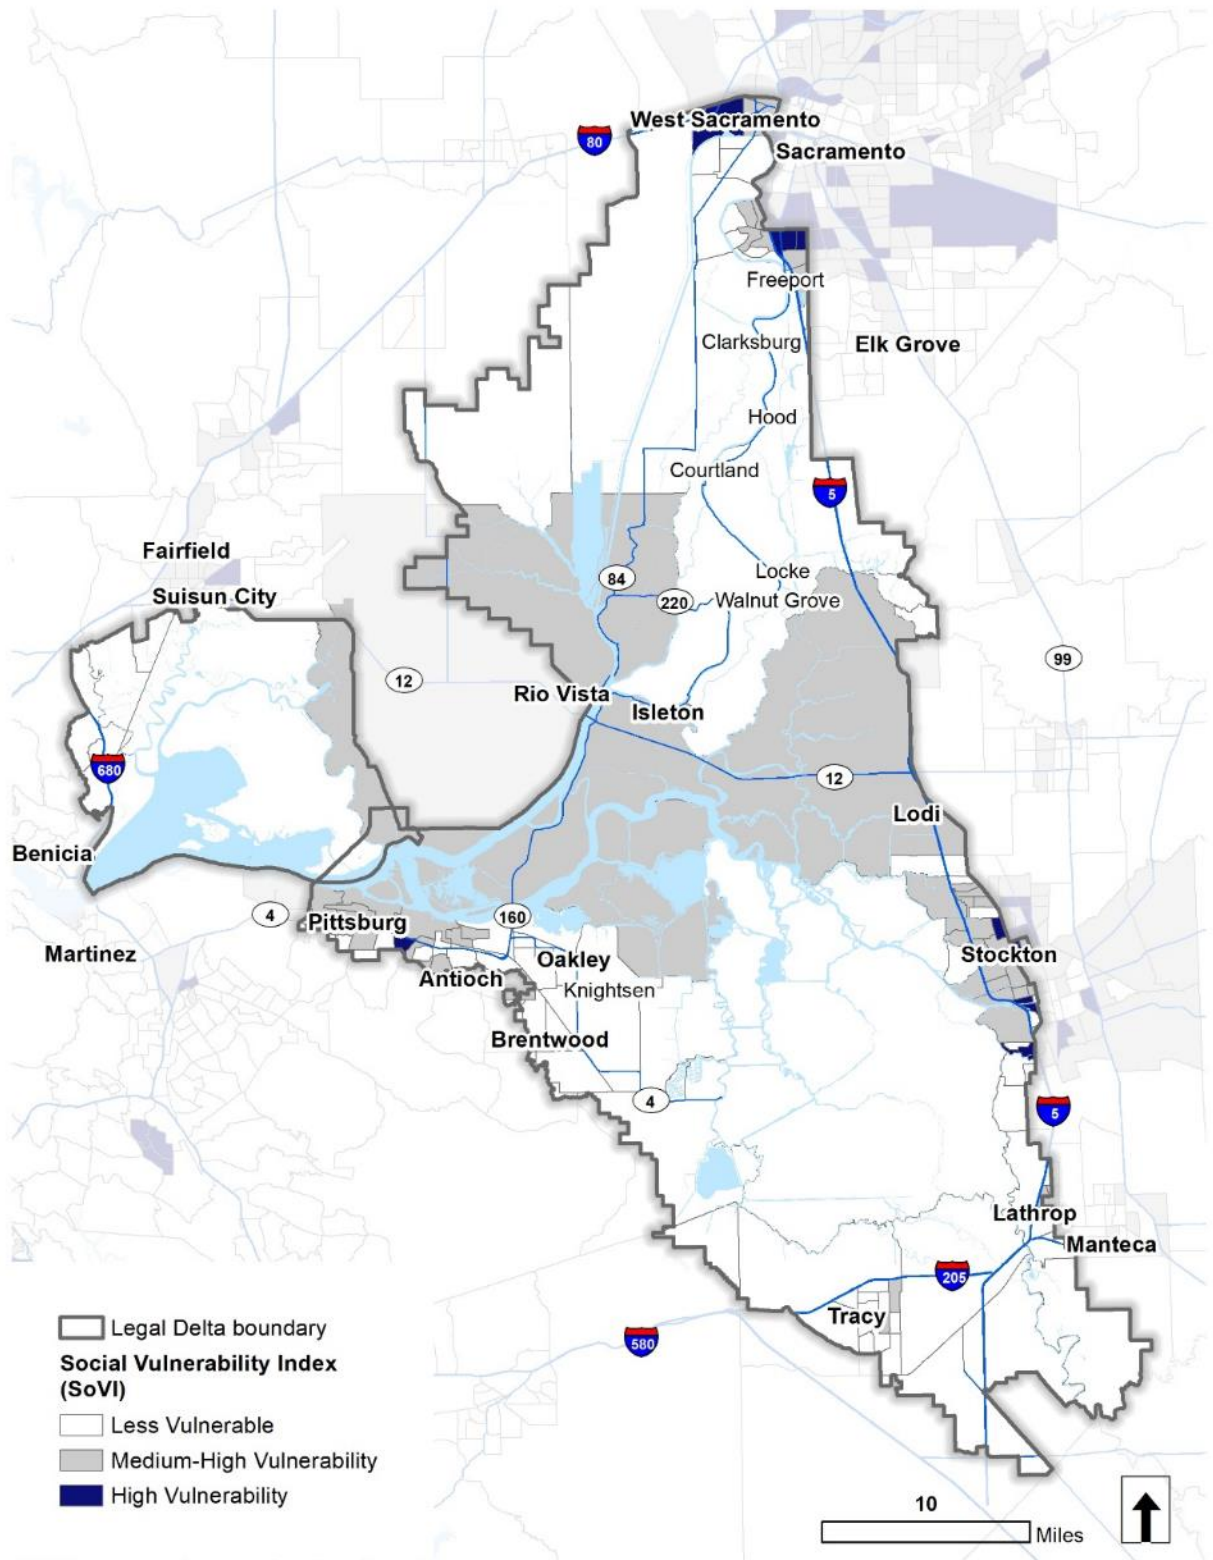 West Sacramento
80
Sacramento
Freeport
Clarksburg
Elk Grove
Hood
Courtland
5
Fairfield
84
Locke
Suisun City
220
Walnut Grove
99
12
Rio Vista
Isleton
680
12
Lodi
Benicia
4
Pittsburg
160
Martinez
Oakley
Stockton
Antioch
Knightsen
Brentwood
4
5
Lathrop
Manteca
205
Tracy
580
Legal Delta boundary
Social Vulnerability Index
(SoVI)
Less Vulnerable
Medium-High Vulnerability
High Vulnerability
10
Miles